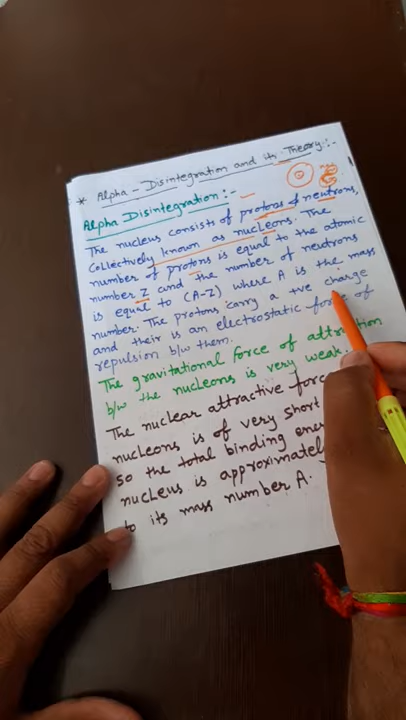 * Alpha - Disintegration and its Theory:-
Alpha Disintegration :-
The nucleus consists of protons & neutrons,
collectively known as nucleons. The
number of protons is equal to the atomic
number Z and the number of neutrons
is equal to (A-Z) where A is the mass
number. The protons carry a +ve charge
and their is an electrostatic force of
repulsion b/w them.
The gravitational force of attraction
b/w the nucleons is very weak.
The nuclear attractive force
nucleons is of very short
so the total binding ener
nucleus is approximatel
to its mass number A.